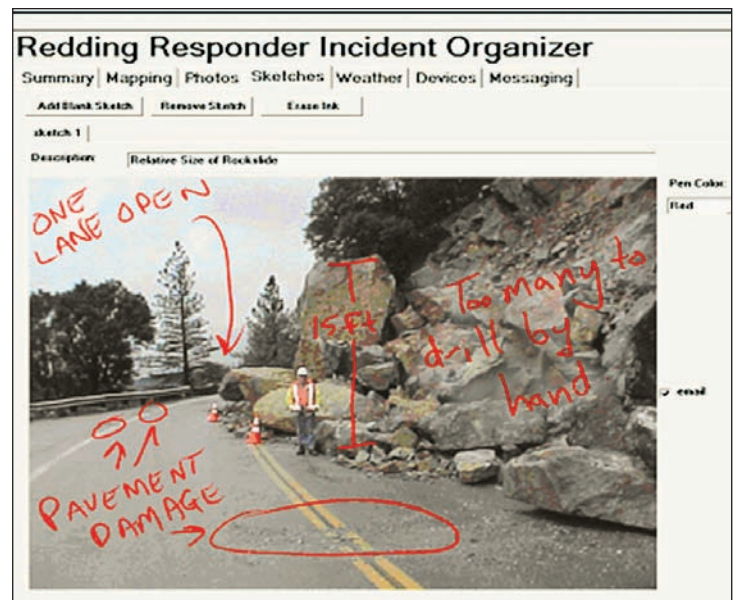 Redding Responder Incident Organizer
Summary Mapping Photos Sketches Weather Devices Messaging
Add Blank Sketch Remove Sketch Erase Ink
sketch 1
Description: Relative Size of Rockslide
Pen Color:
Red
ONE
LANE OPEN
15 Ft
Too many to
drill by
hand
email
PAVEMENT
DAMAGE